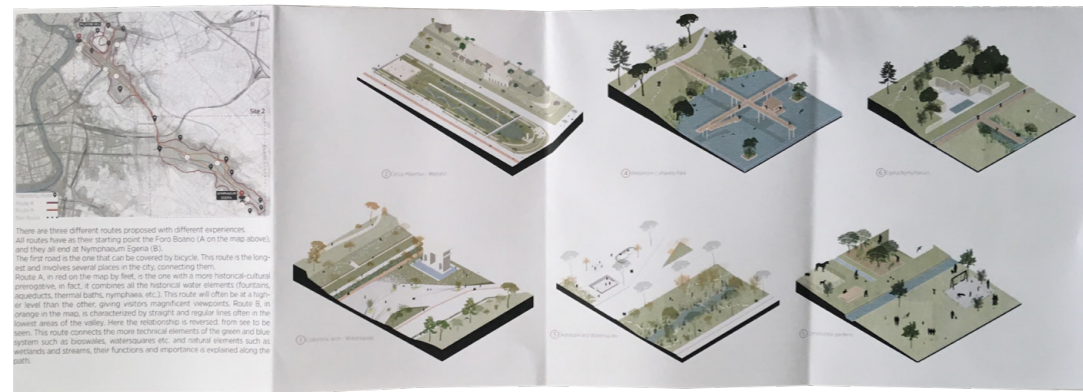 Site 2
Route A
Route B
There are three different routes proposed with different experiences.
All routes have as their starting point the Foro Boario (A on the map above),
and they all end at Nymphaeum Egeria (B).
The first road is the one that can be covered by bicycle. This route is the long-
est and involves several places in the city, connecting them.
Route A, in red on the map by feet, is the one with a more historical-cultural
prerogative, in fact, it combines all the historical water elements (fountains,
aqueducts, thermal baths, nymphaea, etc.). This route will often be at a high-
er level than the other, giving visitors magnificent viewpoints. Route B, in
orange in the map, is characterized by straight and regular lines often in the
lowest areas of the valley. Here the relationship is reversed: from see to be
seen. This route connects the more technical elements of the green and blue
system such as bioswales, watersquares etc. and natural elements such as
wetlands and streams, their functions and importance is explained along the
path.